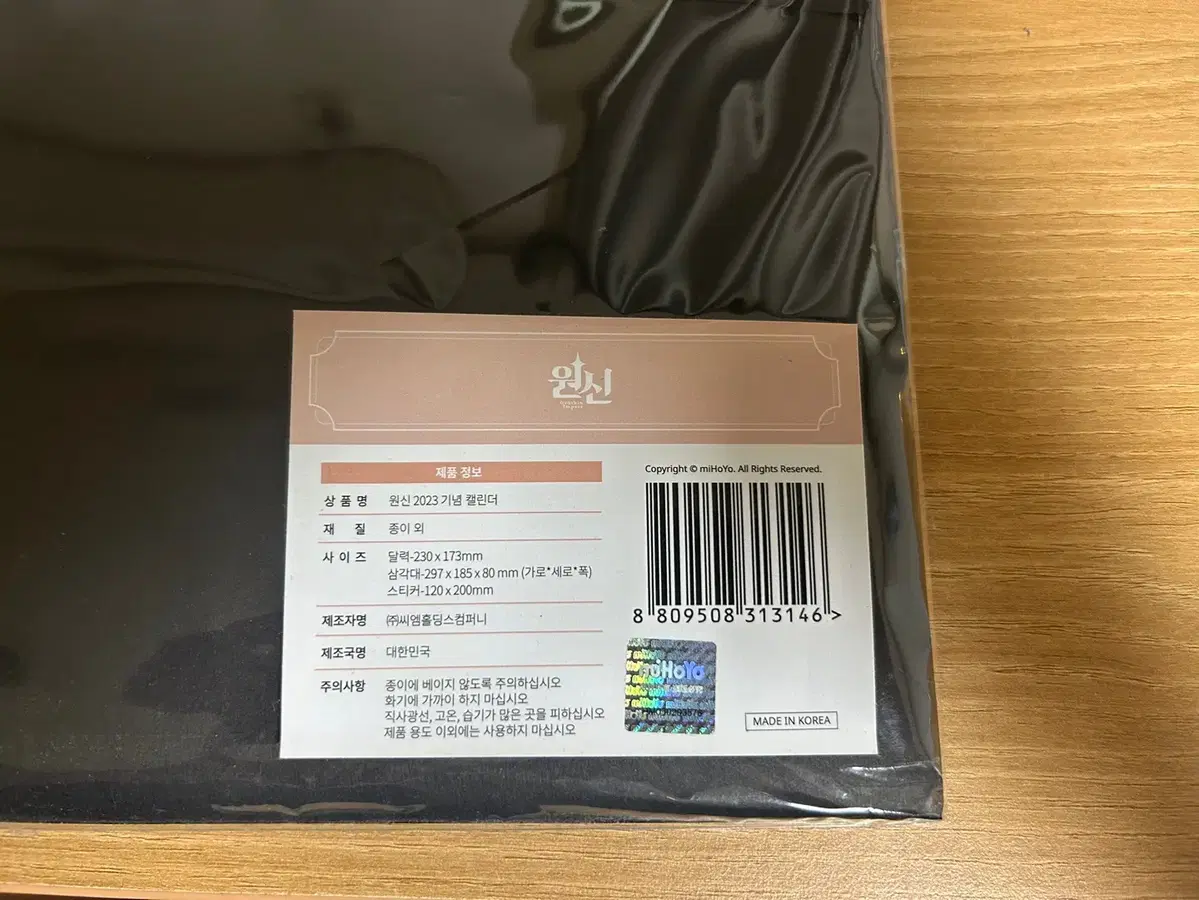 원신
제품 정보
상 품 명 원신 2023 기념 캘린더
재 질 종이 외
사 이 즈 달력-230 x 173mm
삼각대-297 x 185 x 80 mm (가로*세로*폭)
스티커-120 x 200mm
제조자명 ㈜씨엠홀딩스컴퍼니
제조국명 대한민국
주의사항 종이에 베이지 않도록 주의하십시오
화기에 가까이 하지 마십시오
직사광선, 고온, 습기가 많은 곳을 피하십시오
제품 용도 이외에는 사용하지 마십시오
Copyright © miHoYo. All Rights Reserved.
8 809508 313146 >
miHoYo
MADE IN KOREA